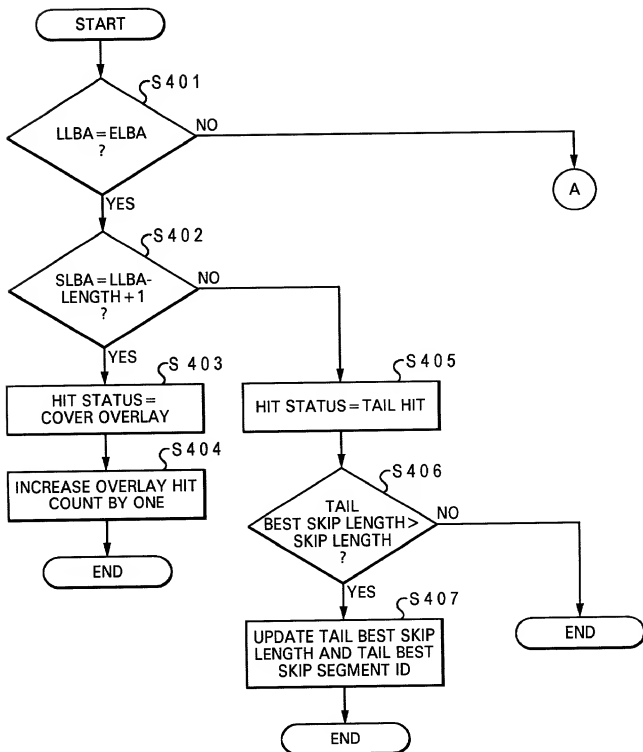 START
S401
LLBA=ELBA
?
NO
A
YES
S402
SLBA=LLBA-
LENGTH+1
?
NO
YES
S403
HIT STATUS=
COVER OVERLAY
S404
INCREASE OVERLAY HIT
COUNT BY ONE
END
S405
HIT STATUS=TAIL HIT
S406
TAIL
BEST SKIP LENGTH>
SKIP LENGTH
?
NO
END
YES
S407
UPDATE TAIL BEST SKIP
LENGTH AND TAIL BEST
SKIP SEGMENT ID
END